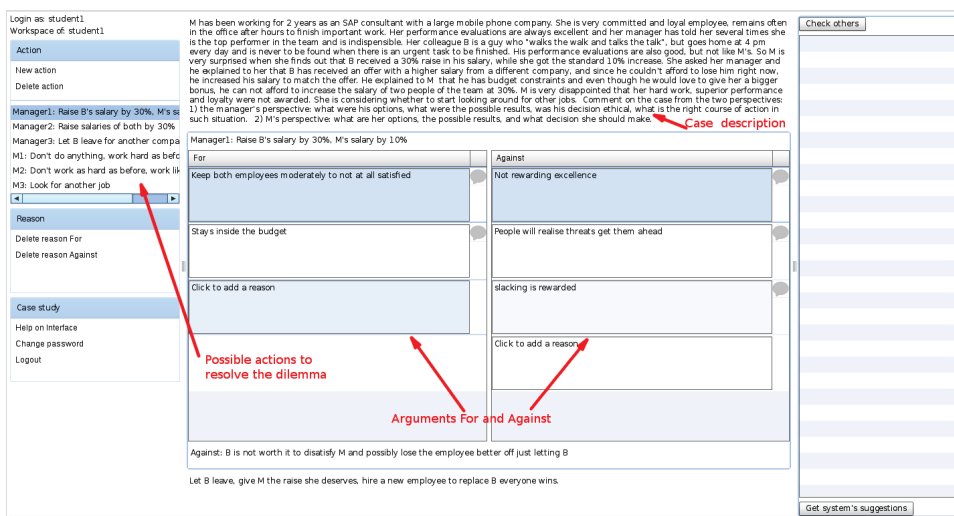 Login as: student1
Workspace of: student1
Action
New action
Delete action
Manager1: Raise B's salary by 30%, M's sa
Manager2: Raise salaries of both by 30%
Manager3: Let B leave for another compa
M1: Don't do anything, work hard as befo
M2: Don't work as hard as before, work lik
M3: Look for another job
Reason
Delete reason For
Delete reason Against
Case study
Help on Interface
Change password
Logout
Possible actions to
resolve the dilemma
M has been working for 2 years as an SAP consultant with a large mobile phone company. She is very committed and loyal employee, remains often
in the office after hours to finish important work. Her performance evaluations are always excellent and her manager has told her several times she
is the top performer in the team and is indispensible. Her colleague B is a guy who "walks the walk and talks the talk", but goes home at 4 pm
every day and is never to be found when there is an urgent task to be finished. His performance evaluations are also good, but not like M's. So M is
very surprised when she finds out that B received a 30% raise in his salary, while she got the standard 10% increase. She asked her manager and
he explained to her that B has received an offer with a higher salary from a different company, and since he couldn't afford to lose him right now,
he increased his salary to match the offer. He explained to M  that he has budget constraints and even though he would love to give her a bigger
bonus, he can not afford to increase the salary of two people of the team at 30%. M is very disappointed that her hard work, superior performance
and loyalty were not awarded. She is considering whether to start looking around for other jobs.  Comment on the case from the two perspectives:
1) the manager's perspective: what were his options, what were the possible results, was his decision ethical, what is the right course of action in
such situation.  2) M's perspective: what are her options, the possible results, and what decision she should make.
Case description
Manager1: Raise B's salary by 30%, M's salary by 10%
For
Against
Keep both employees moderately to not at all satisfied
Not rewarding excellence
Stays inside the budget
People will realise threats get them ahead
Click to add a reason
slacking is rewarded
Click to add a reason
Arguments For and Against
Against: B is not worth it to disatisfy M and possibly lose the employee better off just letting B
Let B leave, give M the raise she deserves, hire a new employee to replace B everyone wins.
Check others
Get system's suggestions